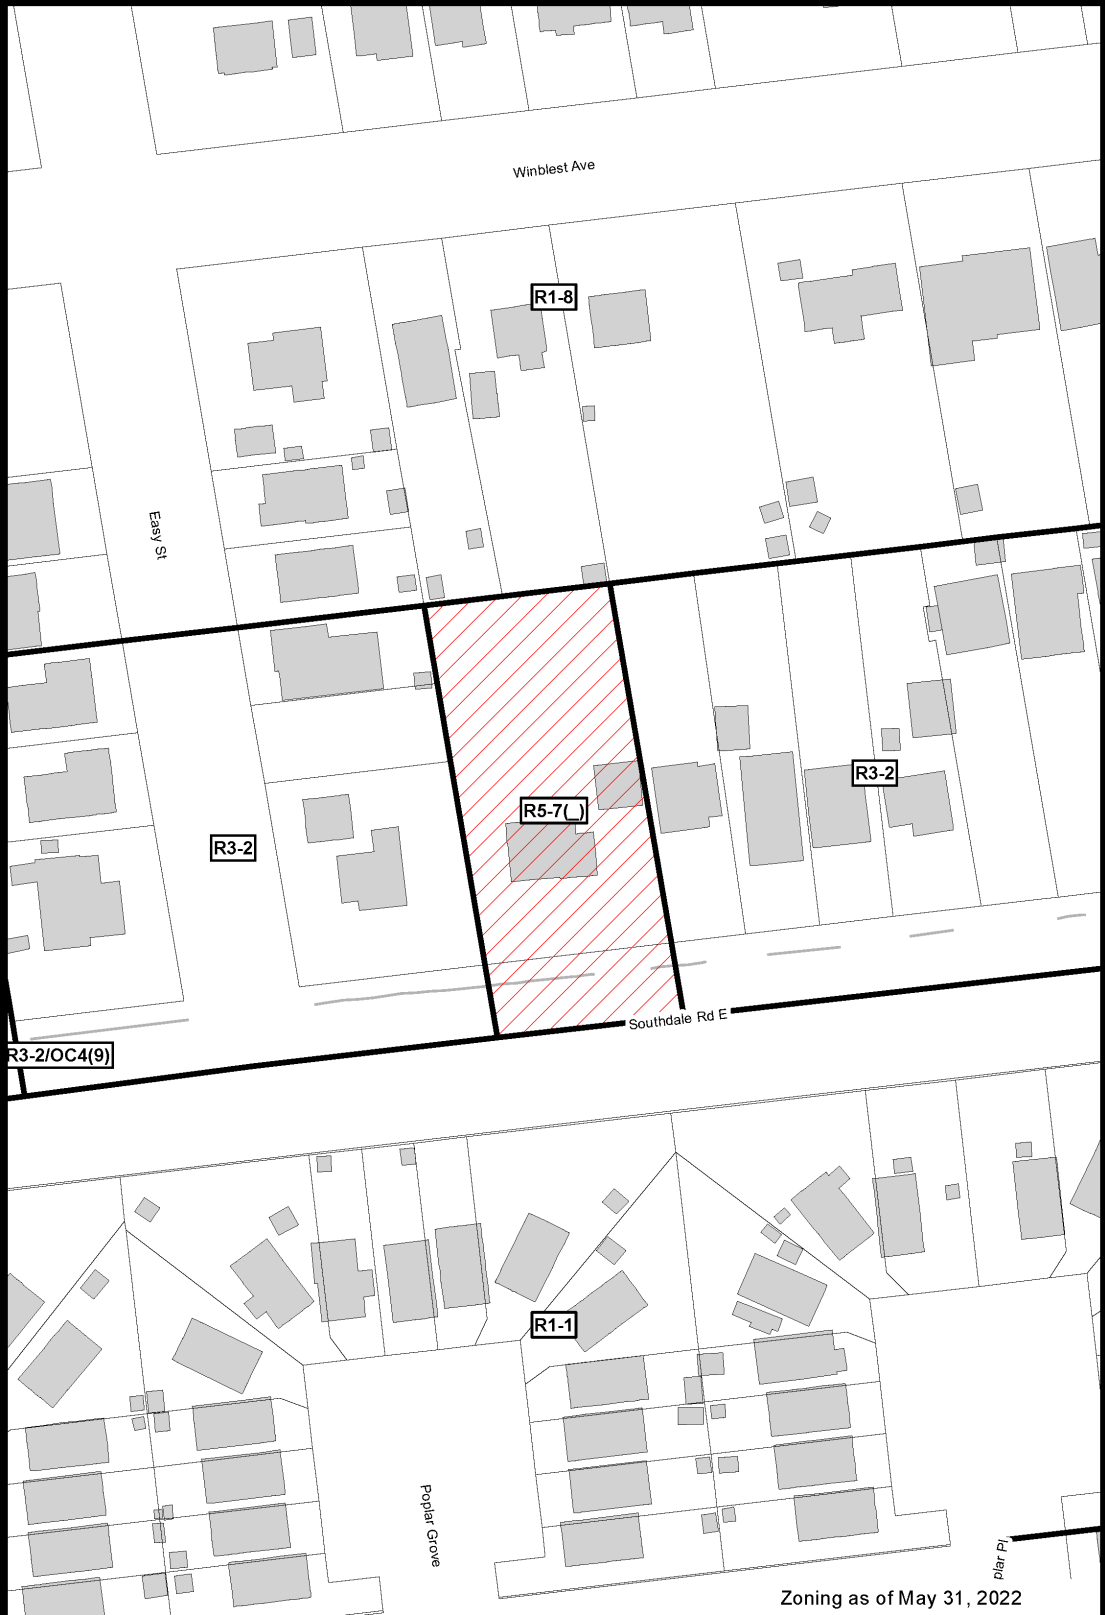 Winblest Ave
R1-8
Easy St
R5-7(_)
R3-2
R3-2
Southdale Rd E
R3-2/OC4(9)
R1-1
Poplar Grove
plar Pl
Zoning as of May 31, 2022